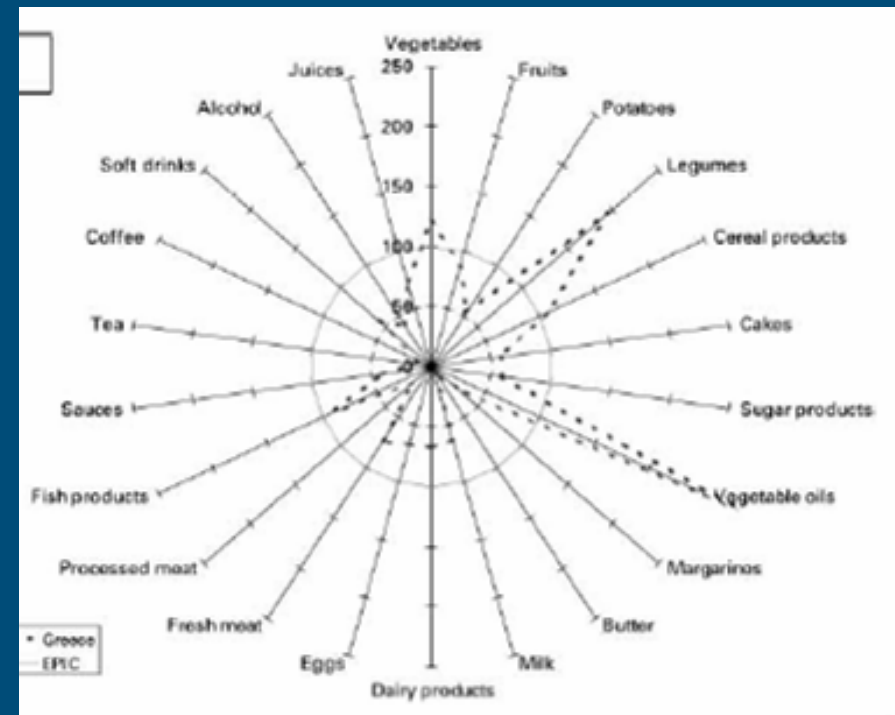 Vegetables
Juices
250
Fruits
Alcohol
200
Potatoes
Soft drinks
150
Legumes
Coffee
100
Cereal products
50
Tea
0
Cakes
Sauces
Sugar products
Fish products
Vegetable oils
Processed meat
Margarines
Fresh meat
Butter
Greece
EPIC
Eggs
Milk
Dairy products